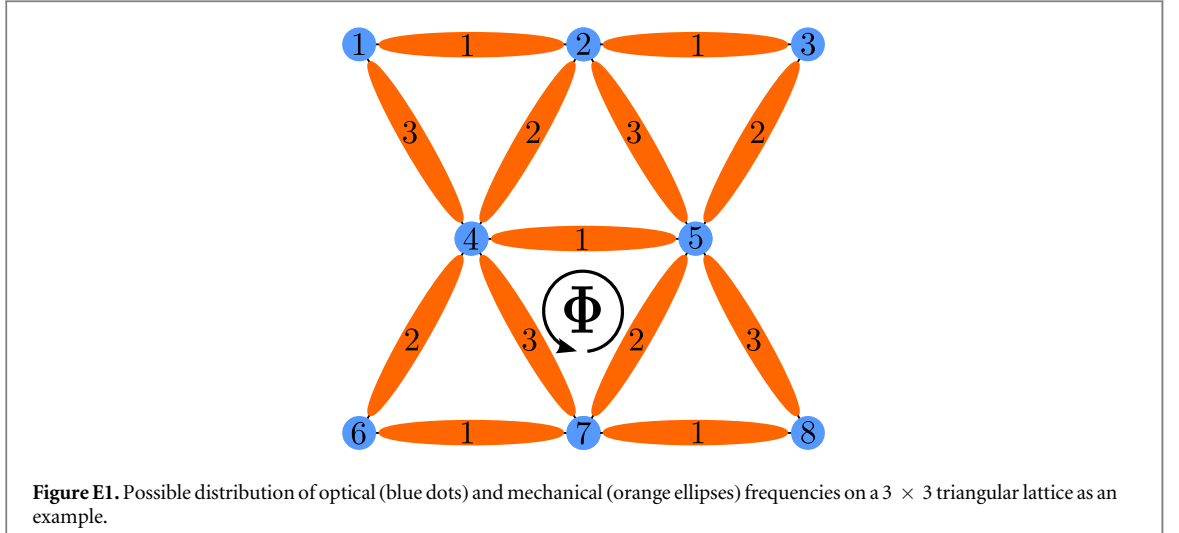 1 1 2 1 3
3 2 3 2
4 1 5
Φ
2 3 2 3
6 1 7 1 8
Figure E1. Possible distribution of optical (blue dots) and mechanical (orange ellipses) frequencies on a 3 × 3 triangular lattice as an
example.